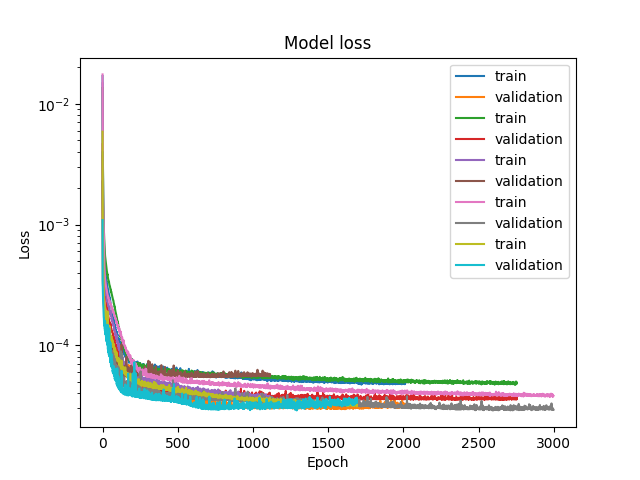 Model loss
Loss
10⁻²
10⁻³
10⁻⁴
train
validation
train
validation
train
validation
train
validation
train
validation
0 500 1000 1500 2000 2500 3000
Epoch